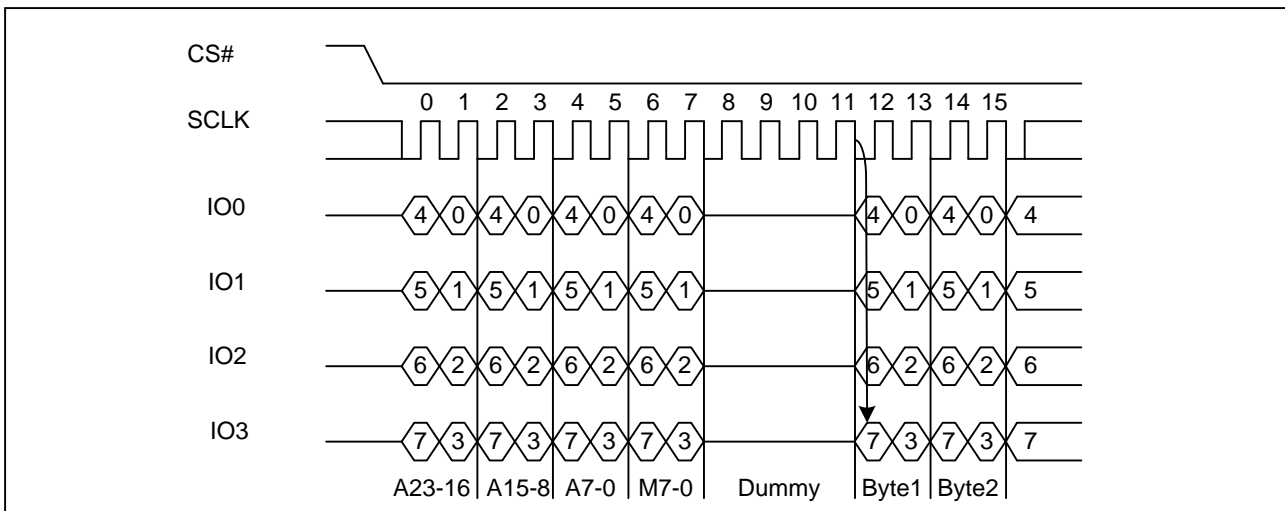 CS#
0 1 2 3 4 5 6 7 8 9 10 11 12 13 14 15
SCLK
IO0 4 0 4 0 4 0 4 0 4 0 4 0 4
IO1 5 1 5 1 5 1 5 1 5 1 5 1 5
IO2 6 2 6 2 6 2 6 2 6 2 6 2 6
IO3 7 3 7 3 7 3 7 3 7 3 7 3 7
A23-16 A15-8 A7-0 M7-0 Dummy Byte1 Byte2